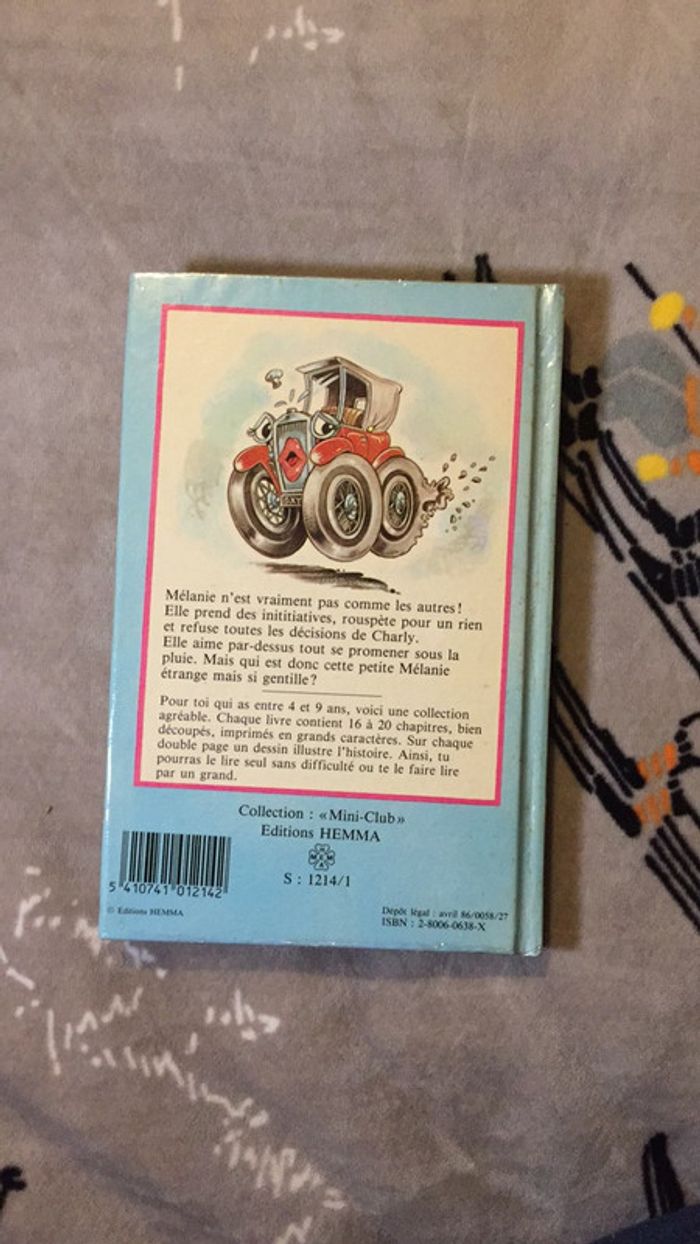 Mélanie n'est vraiment pas comme les autres!
Elle prend des inititiatives, rouspète pour un rien
et refuse toutes les décisions de Charly.
Elle aime par-dessus tout se promener sous la
pluie. Mais qui est donc cette petite Mélanie
étrange mais si gentille?
Pour toi qui as entre 4 et 9 ans, voici une collection
agréable. Chaque livre contient 16 à 20 chapitres, bien
découpés, imprimés en grands caractères. Sur chaque
double page un dessin illustre l'histoire. Ainsi, tu
pourras le lire seul sans difficulté ou te le faire lire
par un grand.
Collection : «Mini-Club»
Editions HEMMA
S : 1214/1
5 410741 012142
© Editions HEMMA
Dépôt légal : avril 86/0058/27
ISBN : 2-8006-0638-X